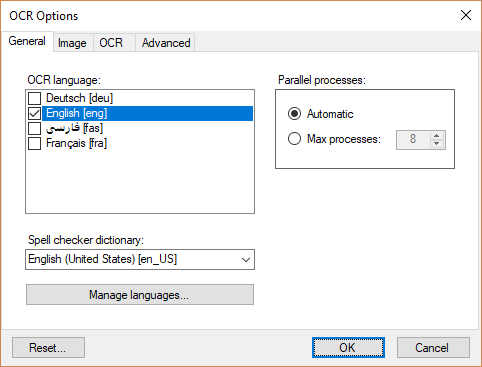 OCR Options
General Image OCR Advanced
OCR language:
Deutsch [deu]
English [eng]
فارسی [fas]
Français [fra]
Parallel processes:
Automatic
Max processes: 8
Spell checker dictionary:
English (United States) [en_US]
Manage languages...
Reset... OK Cancel